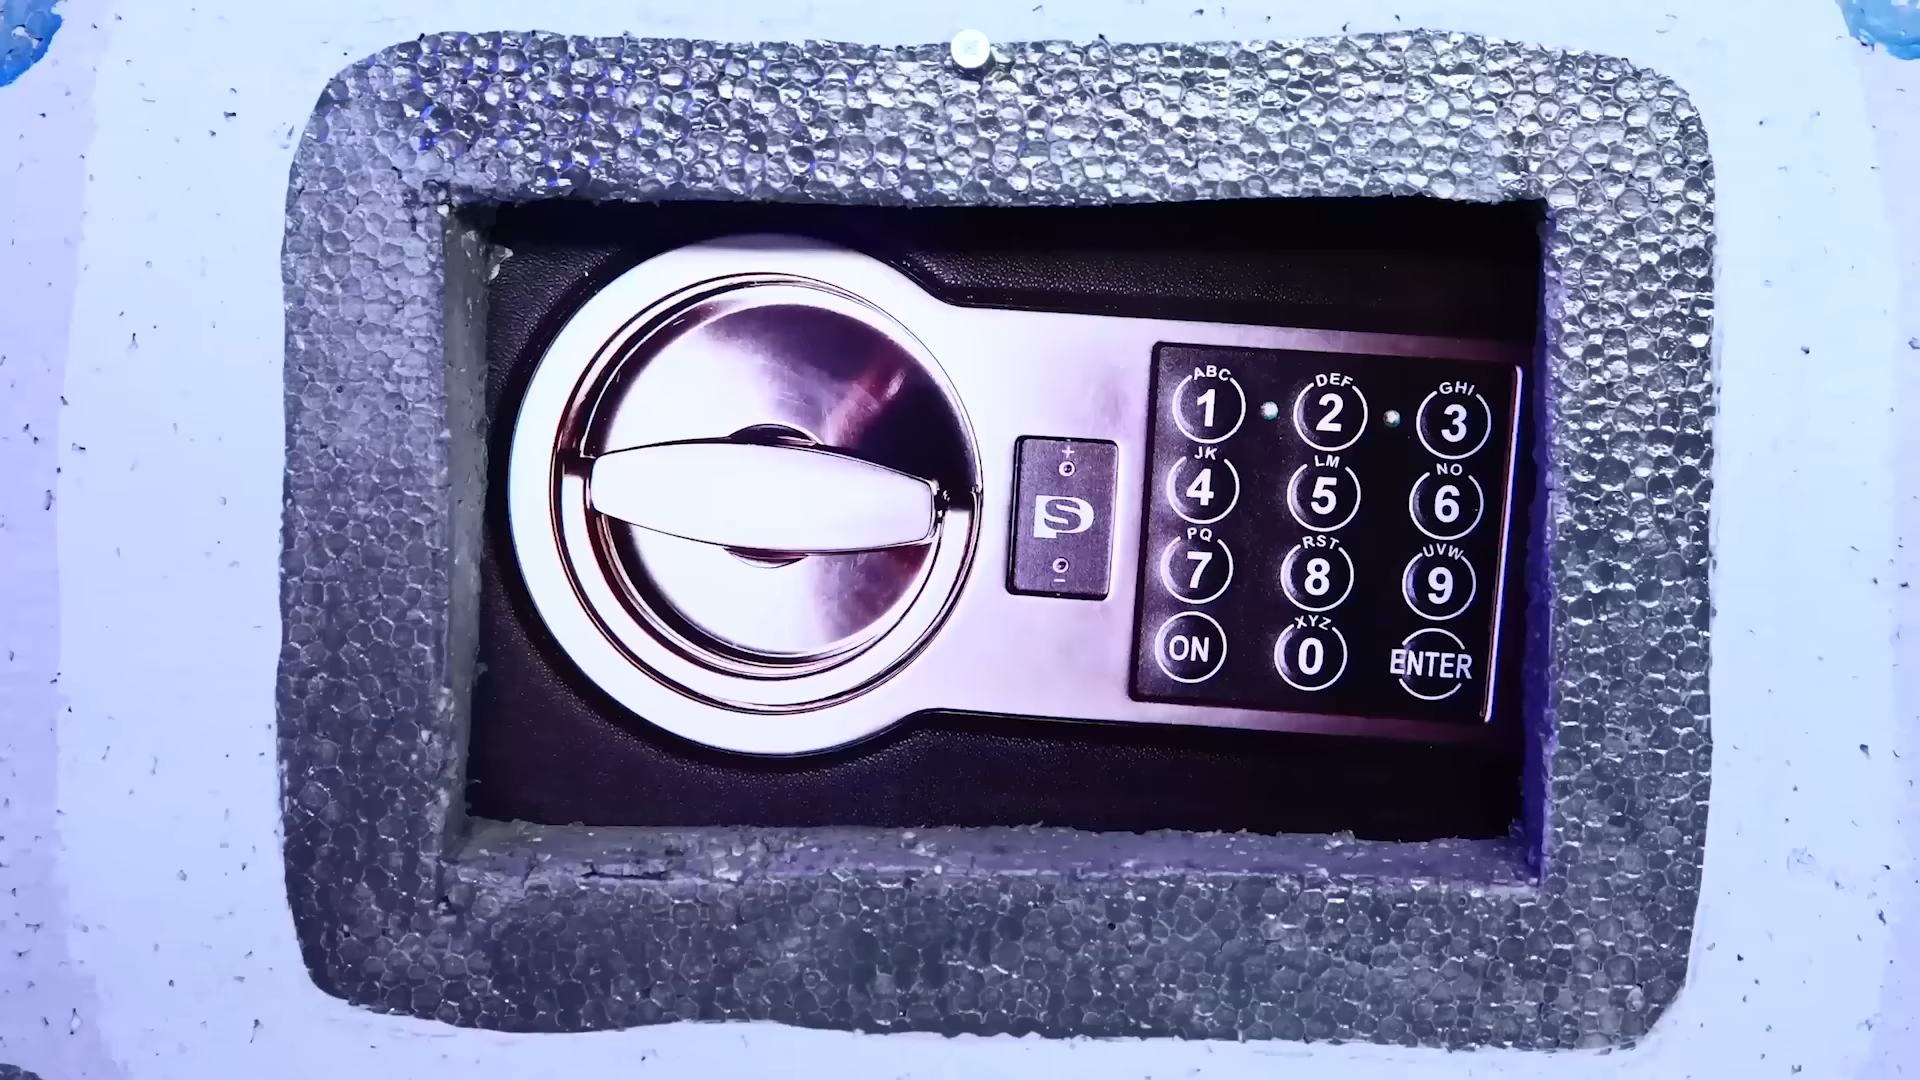 ABC DEF GHI
1 2 3
JK LM NO
4 5 6
PQ RST UVW
7 8 9
XYZ
ON 0 ENTER
+
PS
−